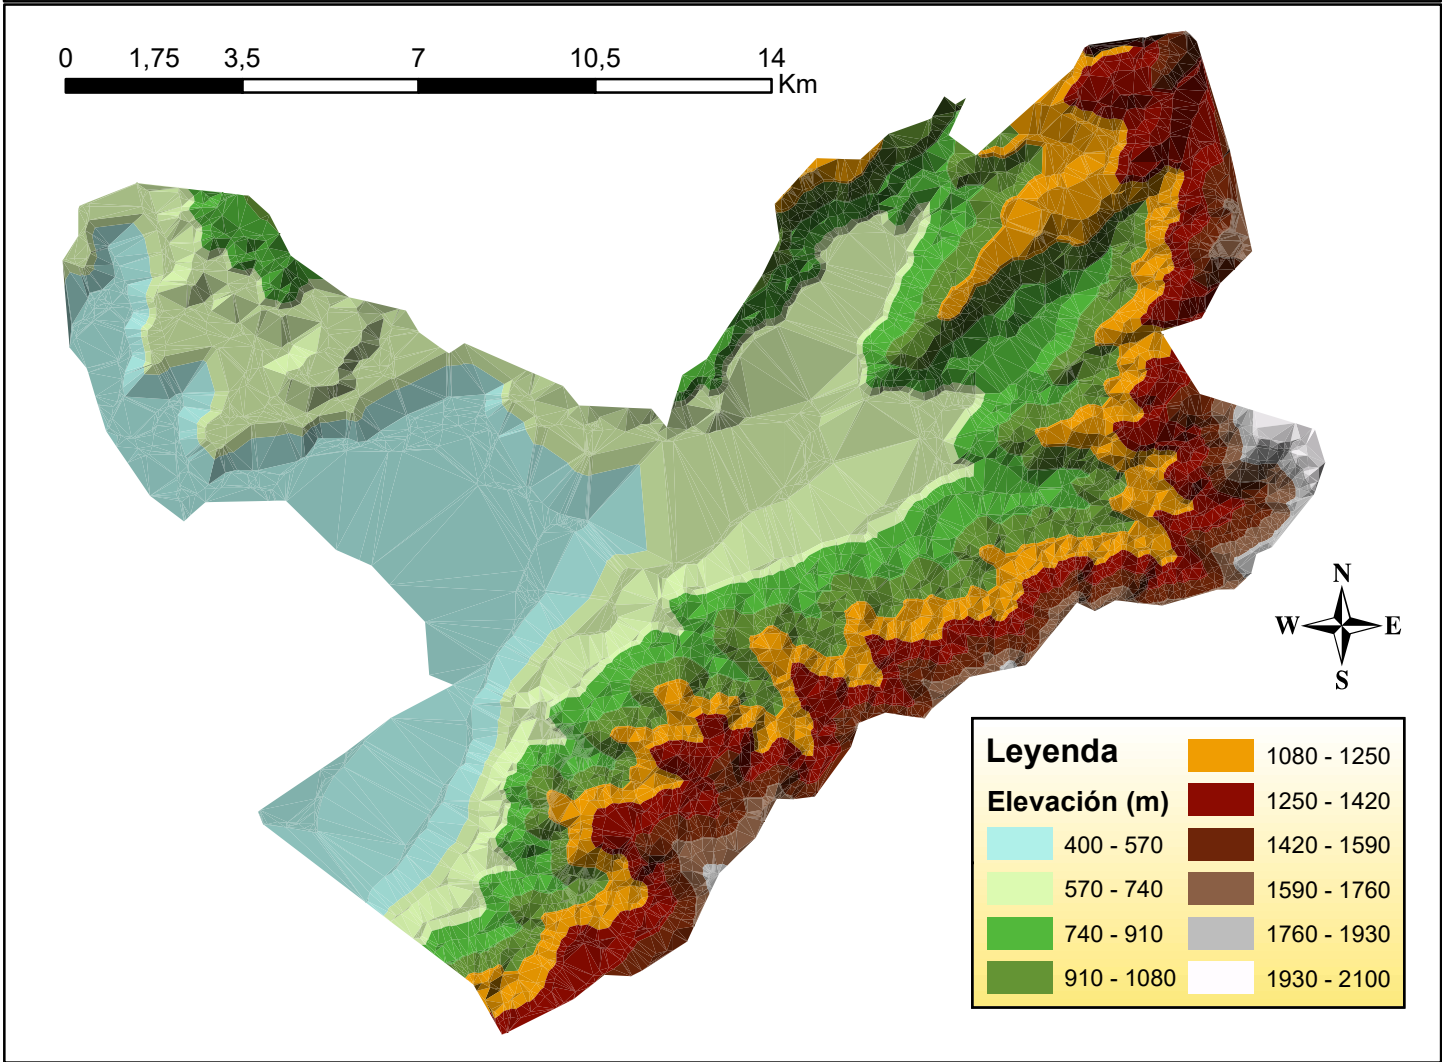 0 1,75 3,5 7 10,5 14
Km
N
W E
S
Leyenda
Elevación (m)
400 - 570
570 - 740
740 - 910
910 - 1080
1080 - 1250
1250 - 1420
1420 - 1590
1590 - 1760
1760 - 1930
1930 - 2100